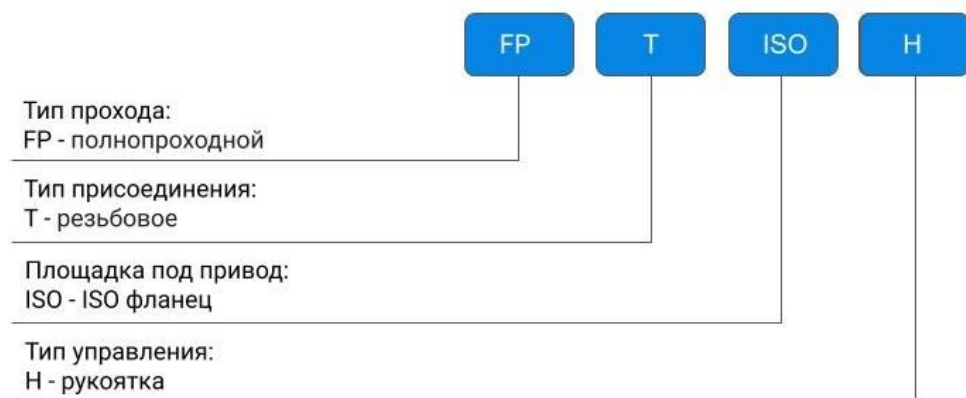 FP T ISO H
Тип прохода:
FP - полнопроходной
Тип присоединения:
Т - резьбовое
Площадка под привод:
ISO - ISO фланец
Тип управления:
Н - рукоятка